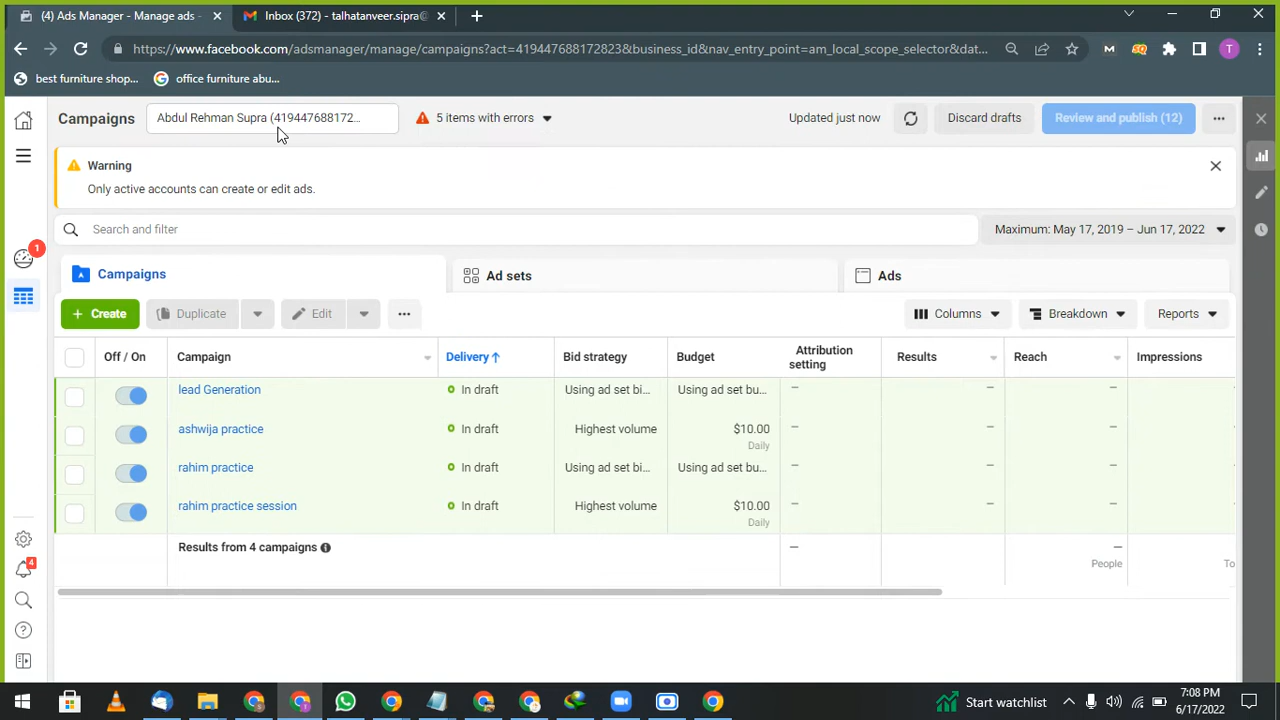 (4) Ads Manager - Manage ads -
Inbox (372) - talhatanveer.sipra@
https://www.facebook.com/adsmanager/manage/campaigns?act=419447688172823&business_id&nav_entry_point=am_local_scope_selector&dat...
T
best furniture shop...
office furniture abu...
Campaigns
Abdul Rehman Supra (419447688172...
5 items with errors
Updated just now
Discard drafts
Review and publish (12)
Warning
Only active accounts can create or edit ads.
Search and filter
Maximum: May 17, 2019 – Jun 17, 2022
1
Campaigns
Ad sets
Ads
+ Create
Duplicate
Edit
Columns
Breakdown
Reports
Off / On
Campaign
Delivery ↑
Bid strategy
Budget
Attribution setting
Results
Reach
Impressions
lead Generation
In draft
Using ad set bi...
Using ad set bu...
ashwija practice
In draft
Highest volume
$10.00
Daily
rahim practice
In draft
Using ad set bi...
Using ad set bu...
rahim practice session
In draft
Highest volume
$10.00
Daily
Results from 4 campaigns
People
To
4
Start watchlist
7:08 PM
6/17/2022